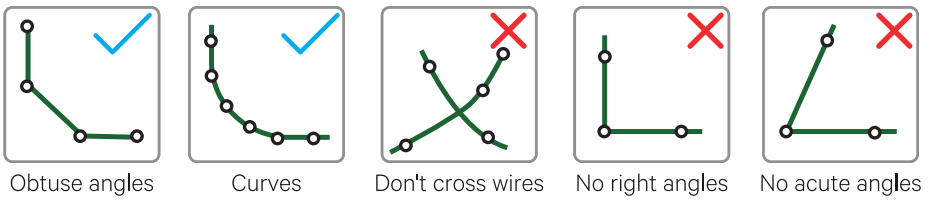 Obtuse angles
Curves
Don't cross wires
No right angles
No acute angles